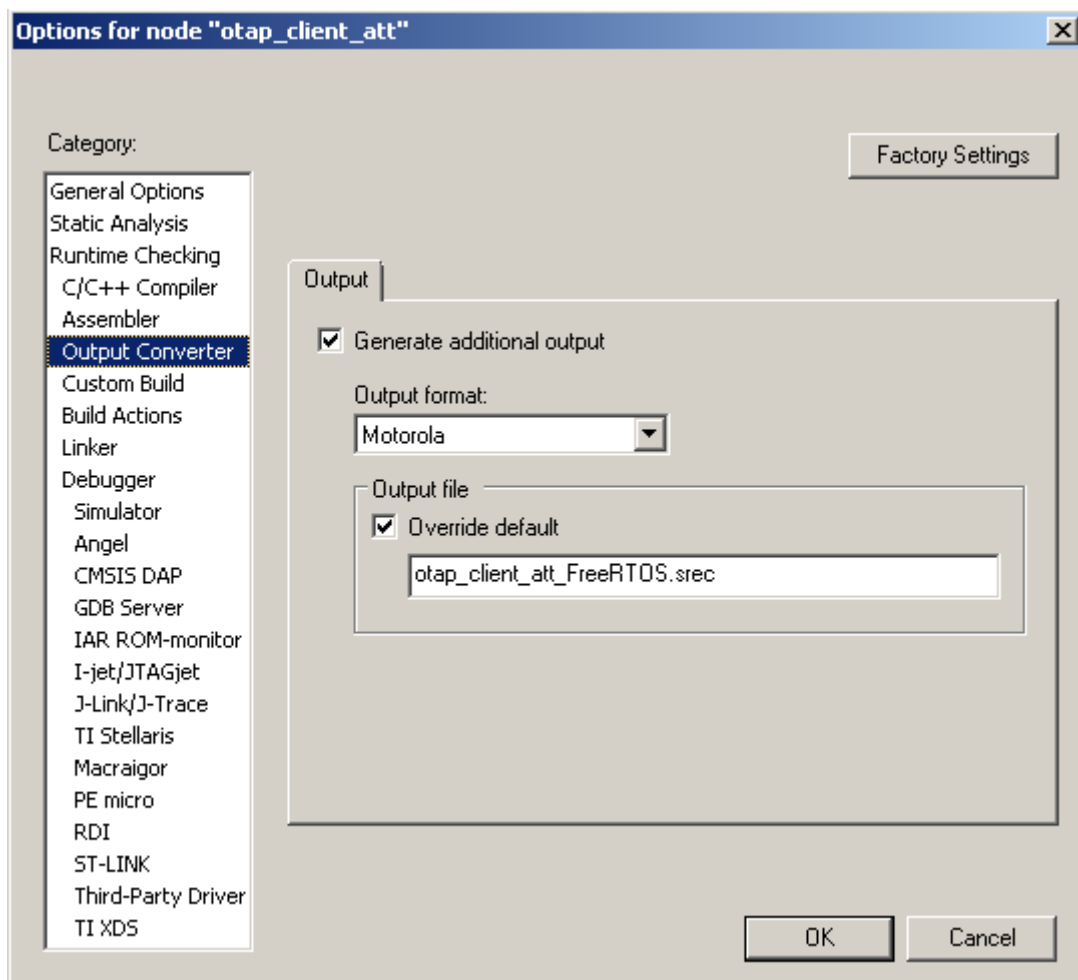 Options for node "otap_client_att"
Category:
Factory Settings
General Options
Static Analysis
Runtime Checking
C/C++ Compiler
Assembler
Output Converter
Custom Build
Build Actions
Linker
Debugger
Simulator
Angel
CMSIS DAP
GDB Server
IAR ROM-monitor
I-jet/JTAGjet
J-Link/J-Trace
TI Stellaris
Macraigor
PE micro
RDI
ST-LINK
Third-Party Driver
TI XDS
Output
Generate additional output
Output format:
Motorola
Output file
Override default
otap_client_att_FreeRTOS.srec
OK
Cancel